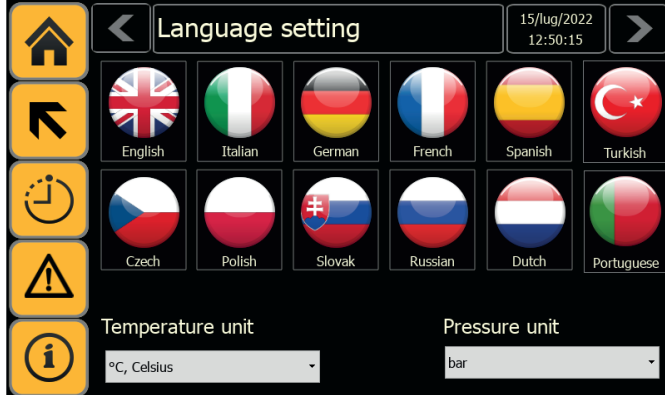 Language setting
15/lug/2022
12:50:15
English
Italian
German
French
Spanish
Turkish
Czech
Polish
Slovak
Russian
Dutch
Portuguese
Temperature unit
Pressure unit
°C, Celsius
bar